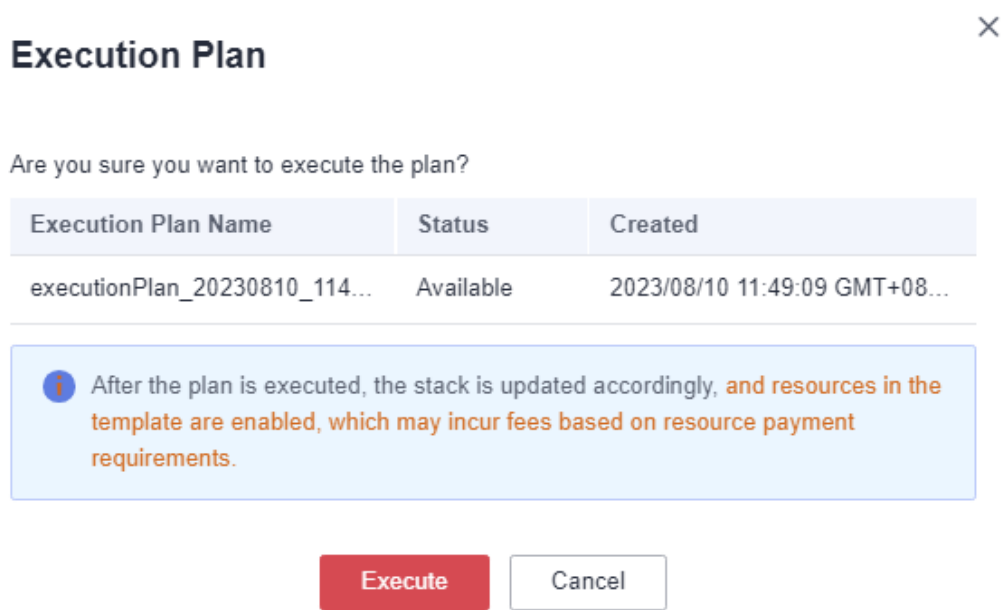 Execution Plan
Are you sure you want to execute the plan?
Execution Plan Name Status Created
executionPlan_20230810_114... Available 2023/08/10 11:49:09 GMT+08...
After the plan is executed, the stack is updated accordingly, and resources in the
template are enabled, which may incur fees based on resource payment
requirements.
Execute Cancel